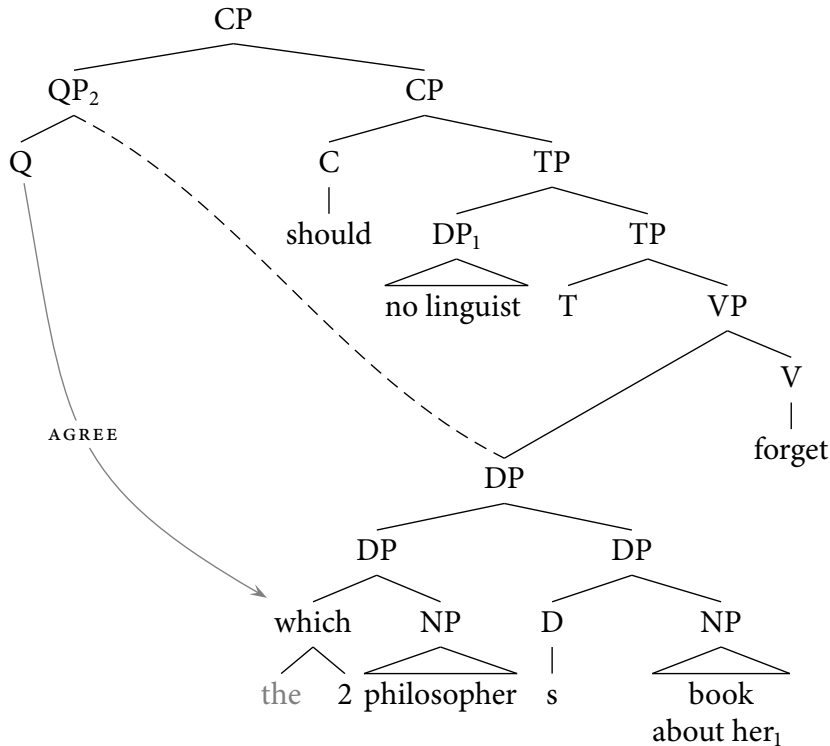 CP
QP₂ CP
Q C TP
should DP₁ TP
no linguist T VP
V
AGREE forget
DP
DP DP
which NP D NP
the 2 philosopher s book
about her₁